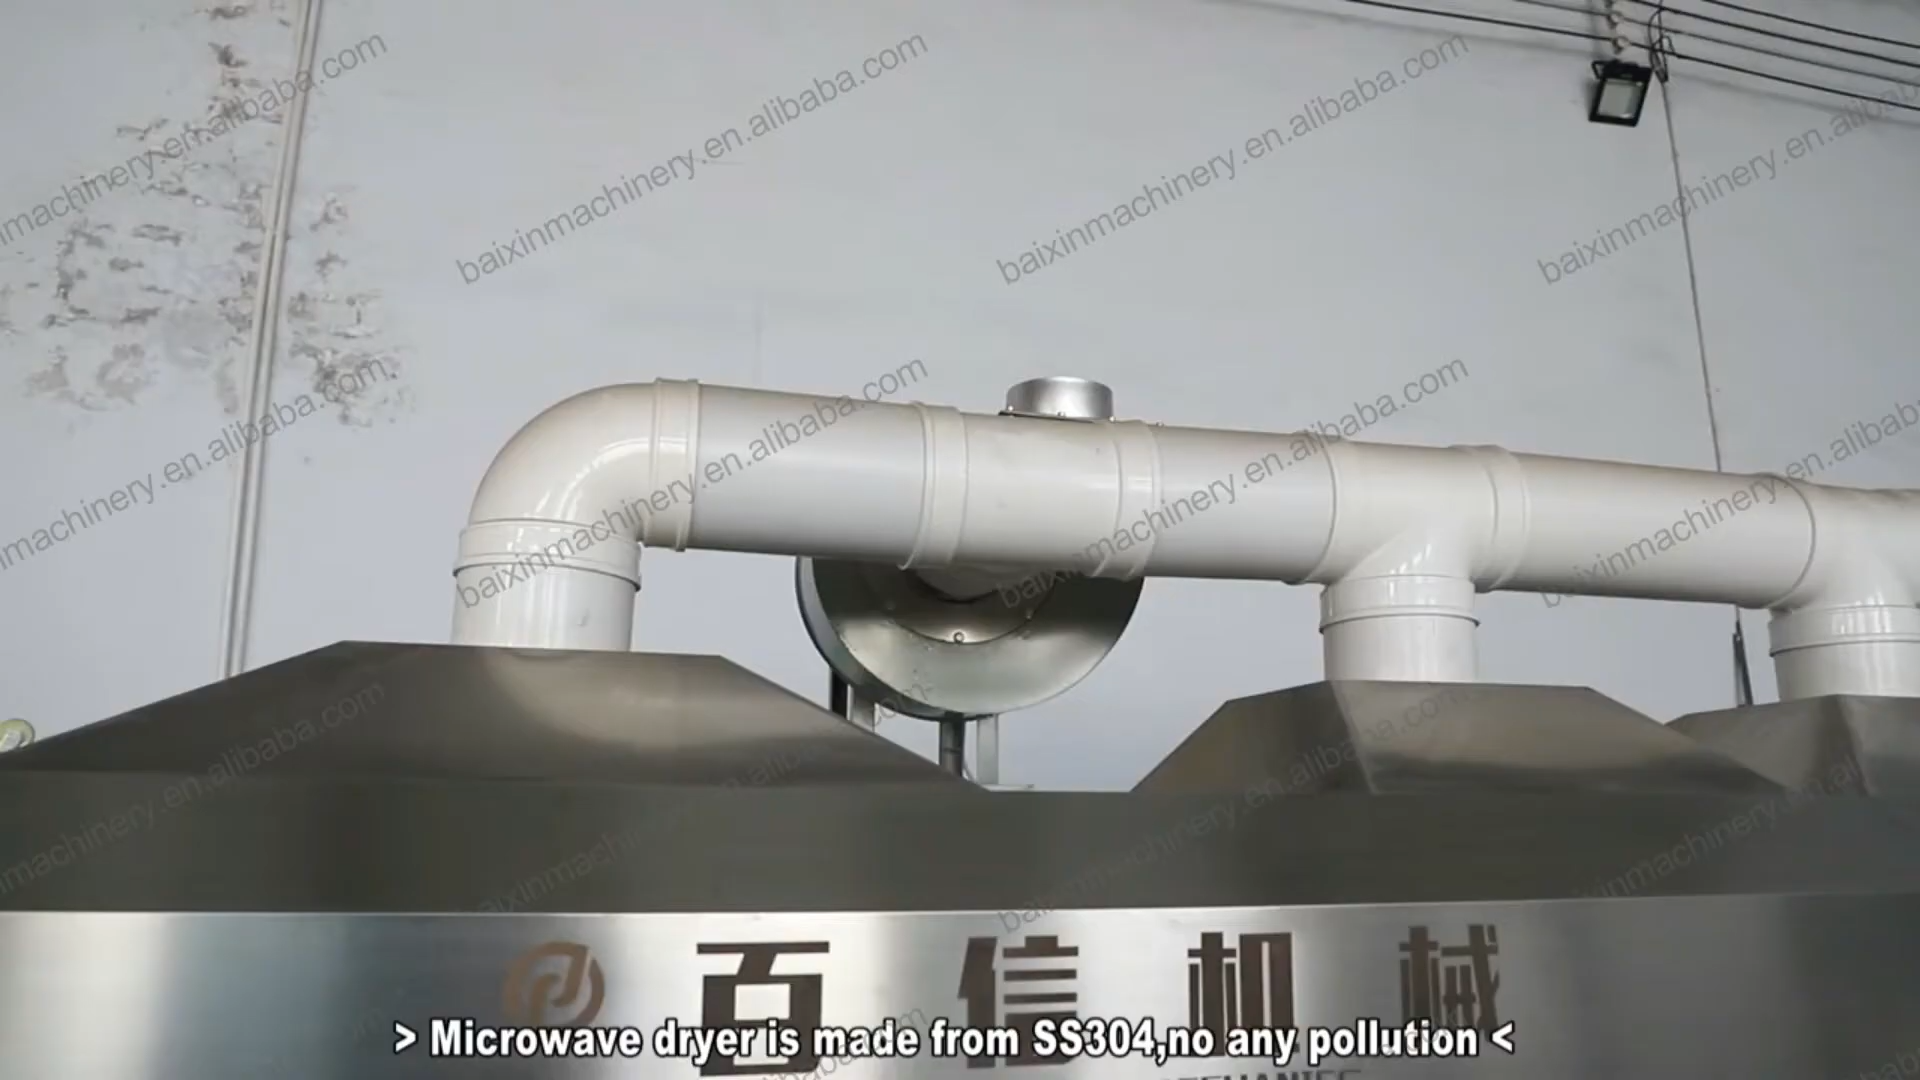 baixinmachinery.en.alibaba.com
百信机械
> Microwave dryer is made from SS304,no any pollution <